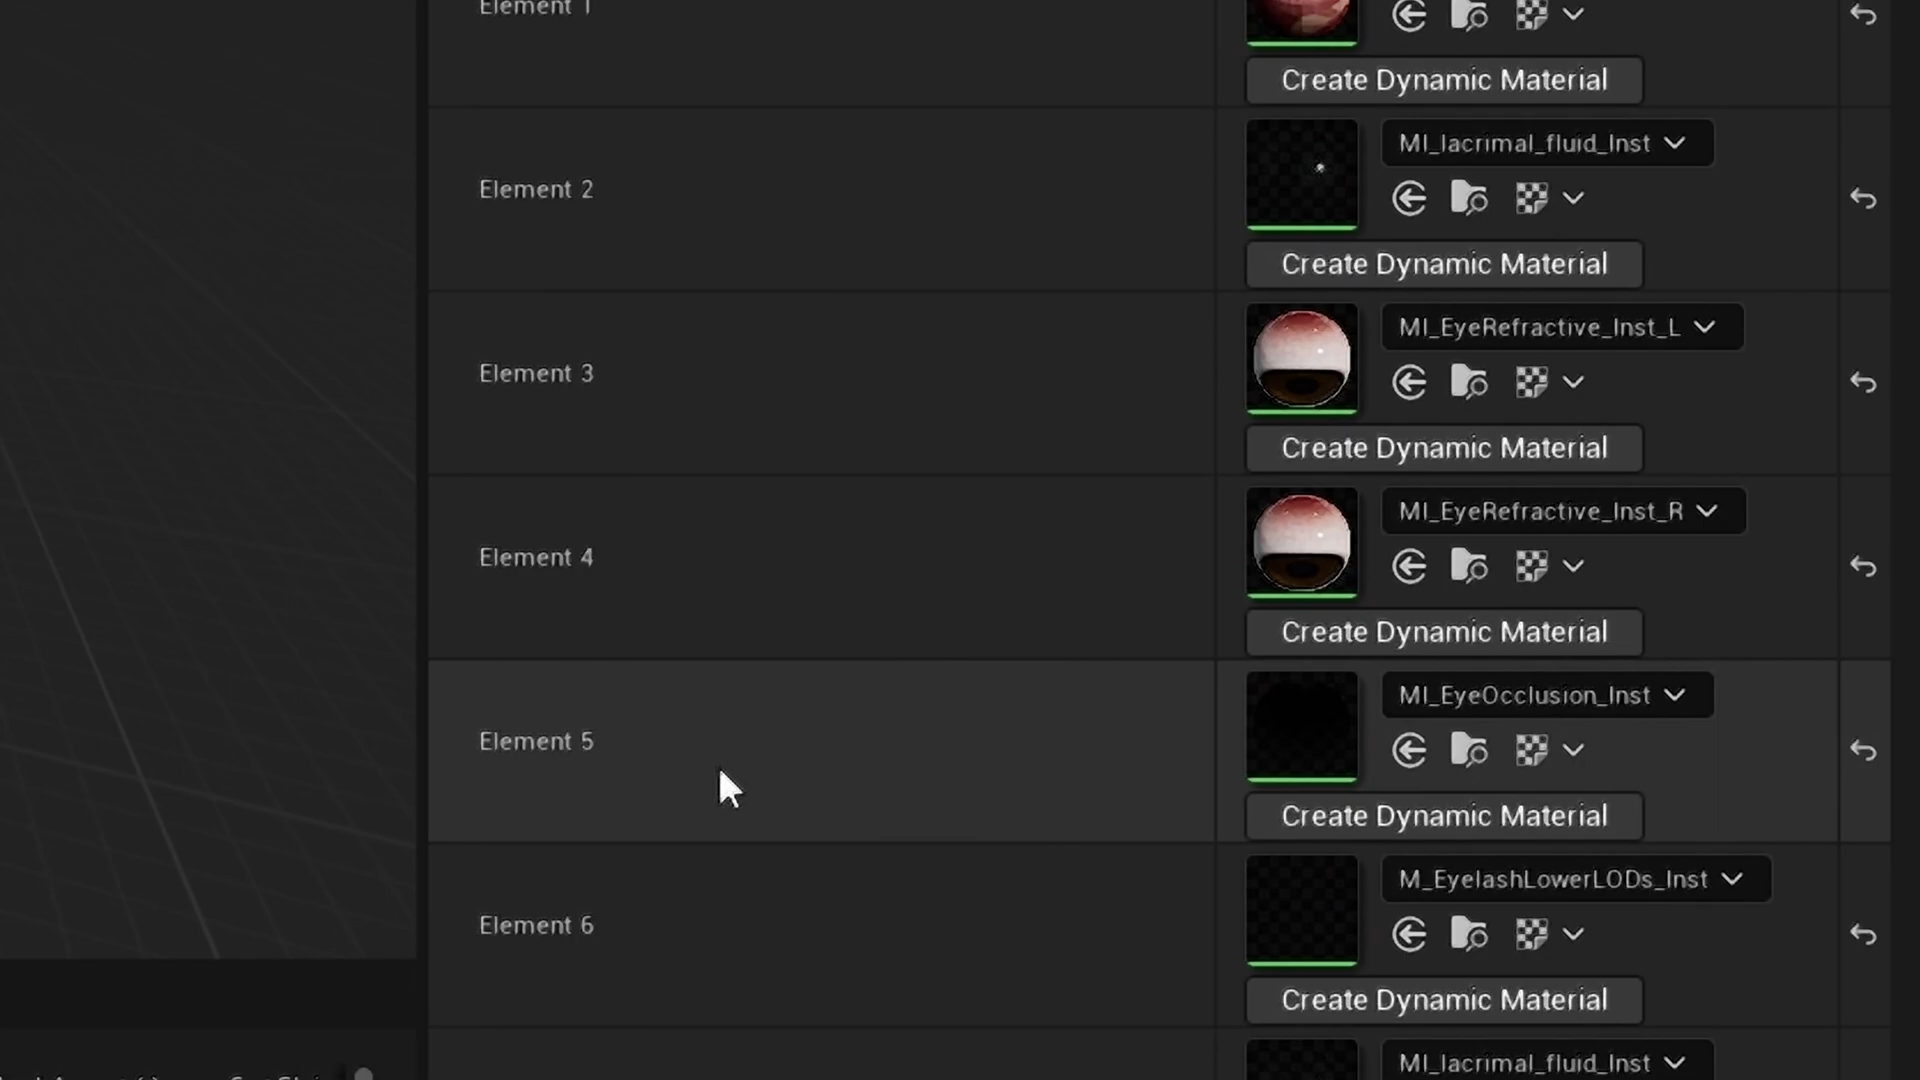 Element 1
Create Dynamic Material
MI_lacrimal_fluid_Inst
Element 2
Create Dynamic Material
MI_EyeRefractive_Inst_L
Element 3
Create Dynamic Material
MI_EyeRefractive_Inst_R
Element 4
Create Dynamic Material
MI_EyeOcclusion_Inst
Element 5
Create Dynamic Material
M_EyelashLowerLODs_Inst
Element 6
Create Dynamic Material
MI_lacrimal_fluid_Inst